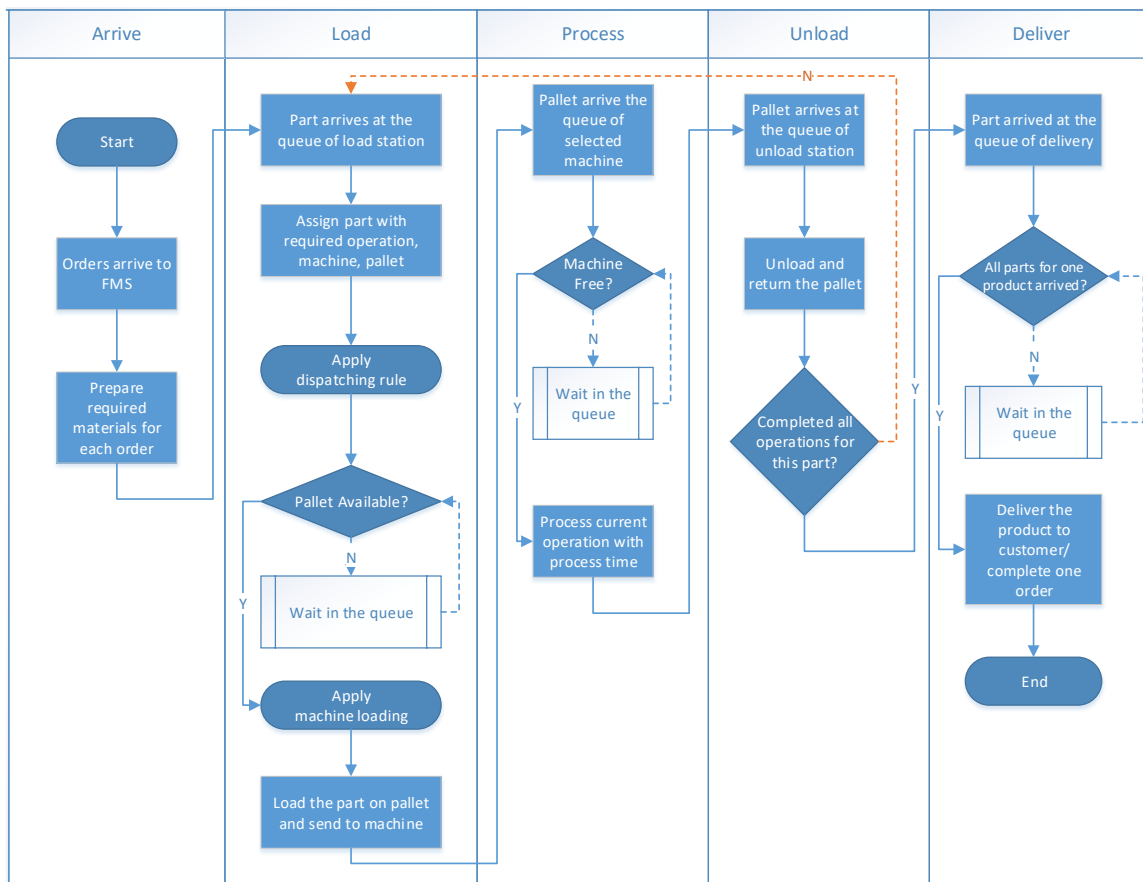 Arrive
Load
Process
Unload
Deliver
Start
Orders arrive to
FMS
Prepare
required
materials for
each order
Part arrives at the
queue of load station
Assign part with
required operation,
machine, pallet
Apply
dispatching rule
Pallet Available?
N
Wait in the queue
Y
Apply
machine loading
Load the part on pallet
and send to machine
Pallet arrive the
queue of
selected
machine
Machine
Free?
N
Wait in the
queue
Y
Process current
operation with
process time
N
Pallet arrives at
the queue of
unload station
Unload and
return the pallet
Completed all
operations for
this part?
Y
Part arrived at the
queue of delivery
All parts for one
product arrived?
N
Wait in the
queue
Y
Deliver the
product to
customer/
complete one
order
End